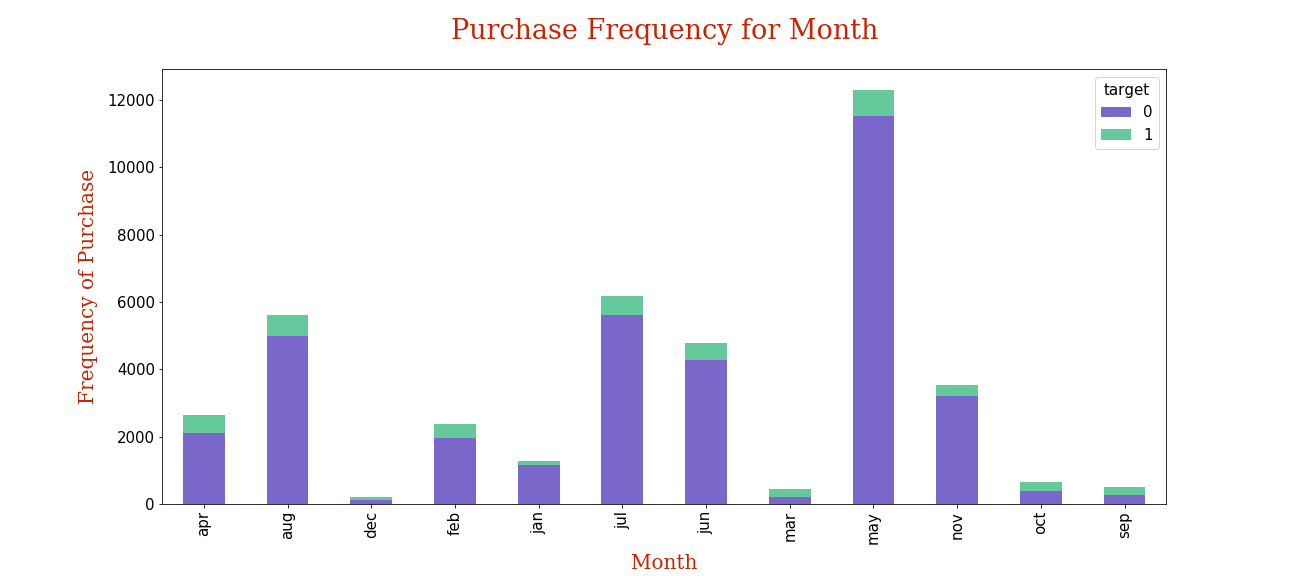 Purchase Frequency for Month
target
0
1
Frequency of Purchase
12000
10000
8000
6000
4000
2000
0
apr aug dec feb jan jul jun mar may nov oct sep
Month